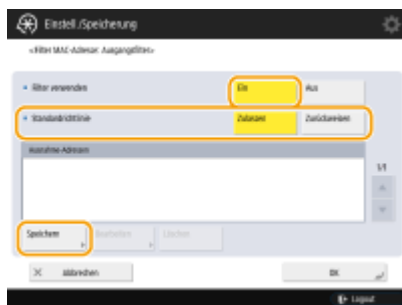 Einstell./Speicherung
<Filter MAC-Adresse: Ausgangsfilter>
Filter verwenden
Ein
Aus
Standardrichtlinie
Zulassen
Zurückweisen
Ausnahme-Adressen
1/1
Speichern
Bearbeiten
Löschen
Abbrechen
OK
Logout